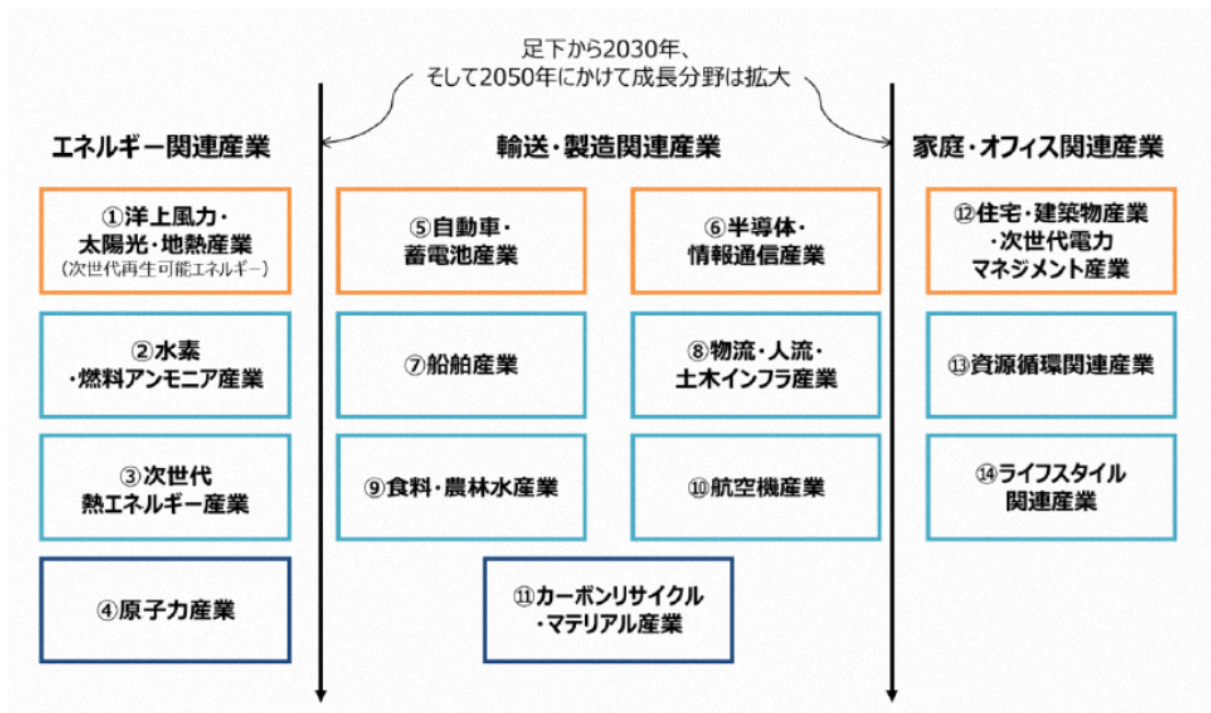 足下から2030年、
そして2050年にかけて成長分野は拡大
エネルギー関連産業
輸送・製造関連産業
家庭・オフィス関連産業
①洋上風力・
太陽光・地熱産業
（次世代再生可能エネルギー）
⑤自動車・
蓄電池産業
⑥半導体・
情報通信産業
⑫住宅・建築物産業
・次世代電力
マネジメント産業
②水素
・燃料アンモニア産業
⑦船舶産業
⑧物流・人流・
土木インフラ産業
⑬資源循環関連産業
③次世代
熱エネルギー産業
⑨食料・農林水産業
⑩航空機産業
⑭ライフスタイル
関連産業
④原子力産業
⑪カーボンリサイクル
・マテリアル産業